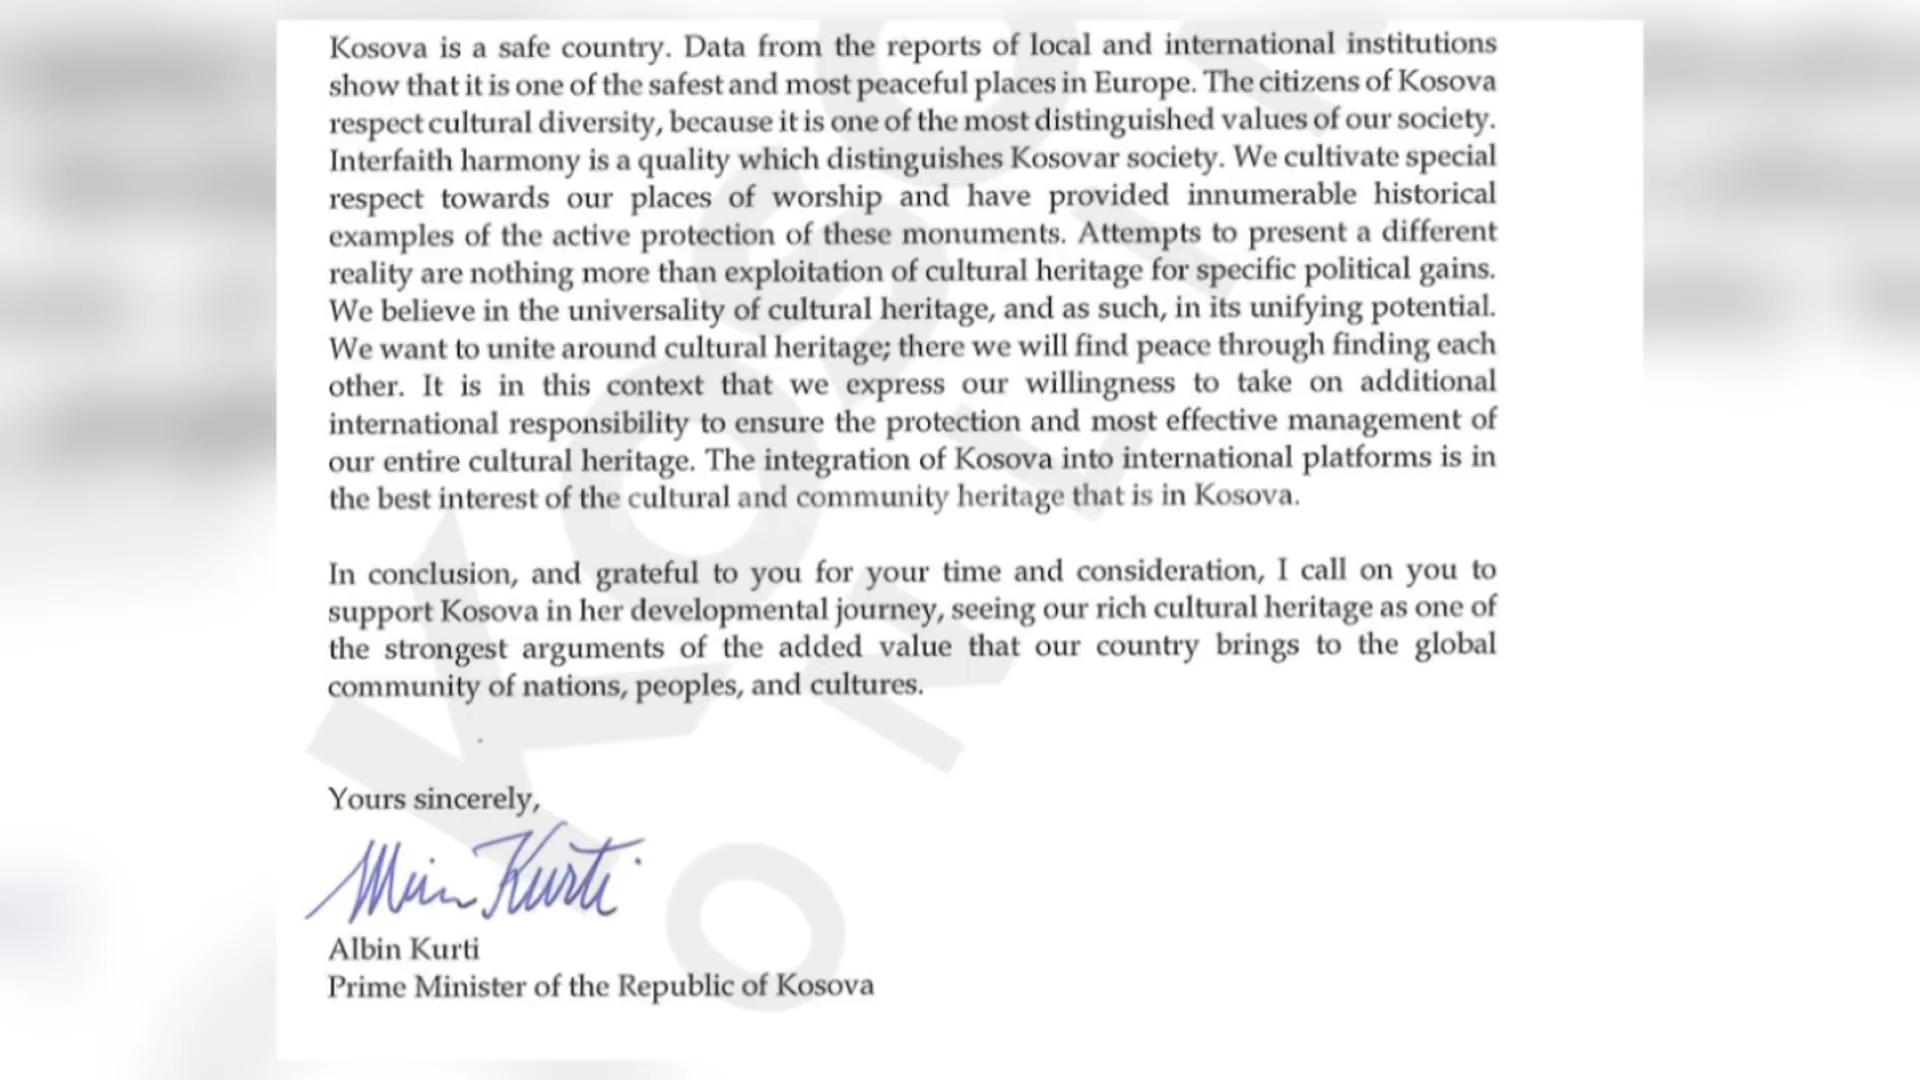 Kosova is a safe country. Data from the reports of local and international institutions
show that it is one of the safest and most peaceful places in Europe. The citizens of Kosova
respect cultural diversity, because it is one of the most distinguished values of our society.
Interfaith harmony is a quality which distinguishes Kosovar society. We cultivate special
respect towards our places of worship and have provided innumerable historical
examples of the active protection of these monuments. Attempts to present a different
reality are nothing more than exploitation of cultural heritage for specific political gains.
We believe in the universality of cultural heritage, and as such, in its unifying potential.
We want to unite around cultural heritage; there we will find peace through finding each
other. It is in this context that we express our willingness to take on additional
international responsibility to ensure the protection and most effective management of
our entire cultural heritage. The integration of Kosova into international platforms is in
the best interest of the cultural and community heritage that is in Kosova.
In conclusion, and grateful to you for your time and consideration, I call on you to
support Kosova in her developmental journey, seeing our rich cultural heritage as one of
the strongest arguments of the added value that our country brings to the global
community of nations, peoples, and cultures.
Yours sincerely,
Albin Kurti
Albin Kurti
Prime Minister of the Republic of Kosova